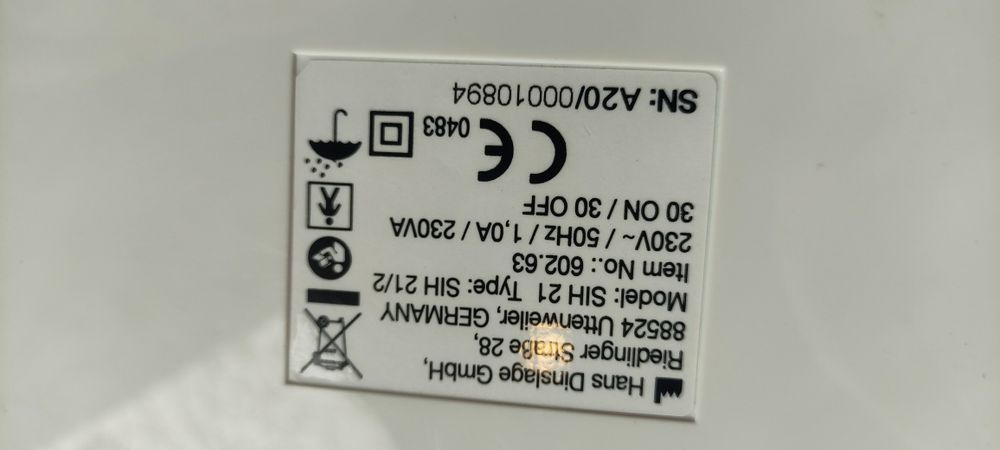 Hans Dinslage GmbH,
Riedlinger Straße 28,
88524 Uttenweiler, GERMANY
Model: SIH 21 Type: SIH 21/2
Item No.: 602.63
230V~ / 50Hz / 1,0A / 230VA
30 ON / 30 OFF
CE 0483
SN: A20/00010894